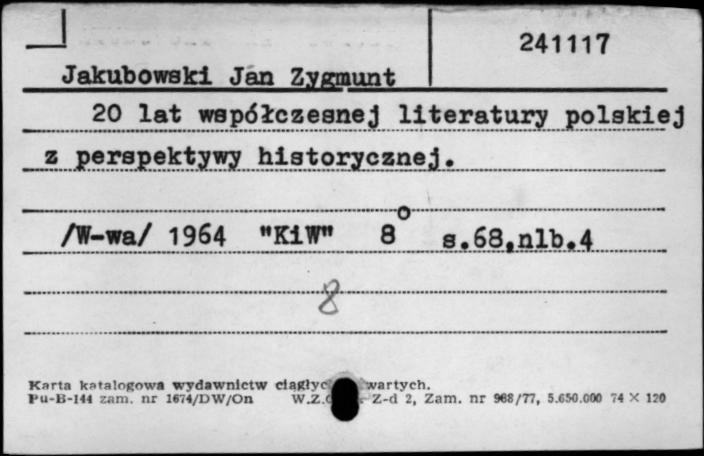 241117
Jakubowski Jan Zygmunt
20 lat współczesnej literatury polskiej
z perspektywy historycznej.
/W-wa/ 1964 "KiW" 8° s.68,nlb.4
8
Karta katalogowa wydawnictw ciągłyc wartych.
Pu-B-144 zam. nr 1674/DW/On W.Z. Z-d 2, Zam. nr 968/77, 5.650.000 74 X 120